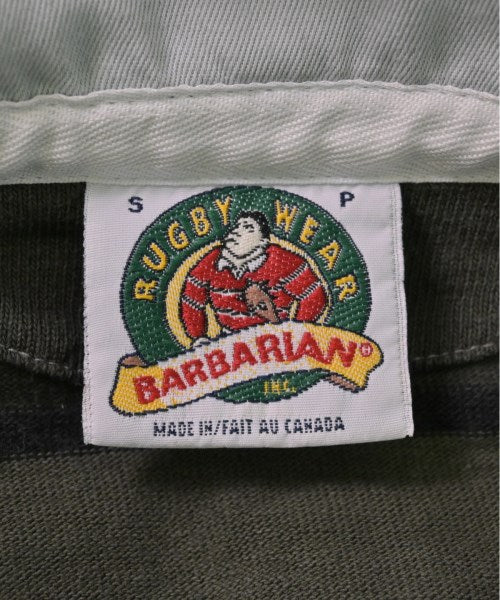 S P
RUGBY WEAR
BARBARIAN®
INC.
MADE IN/FAIT AU CANADA